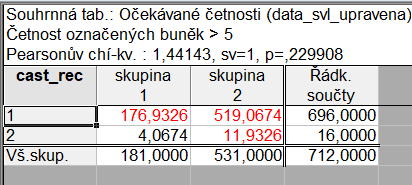 Souhrnná tab.: Očekávané četnosti (data_svl_upravena)
Četnost označených buněk > 5
Pearsonův chí-kv. : 1,44143, sv=1, p=,229908
cast_rec skupina 1 skupina 2 Řádk. součty
1 176,9326 519,0674 696,0000
2 4,0674 11,9326 16,0000
Vš.skup. 181,0000 531,0000 712,0000